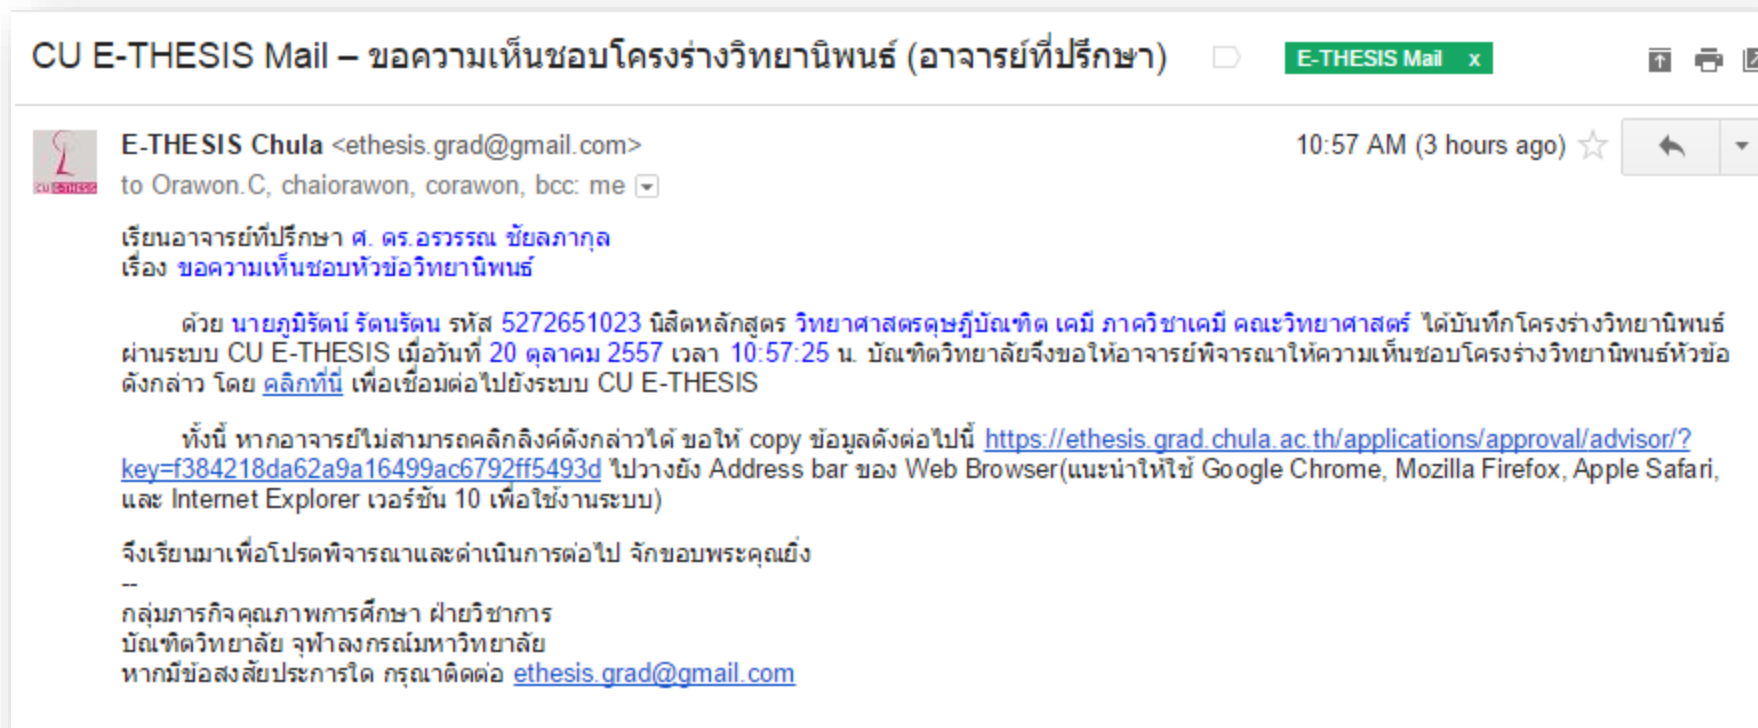 CU E-THESIS Mail – ขอความเห็นชอบโครงร่างวิทยานิพนธ์ (อาจารย์ที่ปรึกษา)
E-THESIS Mail x
E-THESIS Chula <ethesis.grad@gmail.com>
10:57 AM (3 hours ago)
to Orawon.C, chaiorawon, corawon, bcc: me
CU E-THESIS
เรียนอาจารย์ที่ปรึกษา ศ. ดร.อรวรรณ ชัยลภากุล
เรื่อง ขอความเห็นชอบหัวข้อวิทยานิพนธ์
ด้วย นายภูมิรัตน์ รัตนรัตน รหัส 5272651023 นิสิตหลักสูตร วิทยาศาสตรดุษฎีบัณฑิต เคมี ภาควิชาเคมี คณะวิทยาศาสตร์ ได้บันทึกโครงร่างวิทยานิพนธ์
ผ่านระบบ CU E-THESIS เมื่อวันที่ 20 ตุลาคม 2557 เวลา 10:57:25 น. บัณฑิตวิทยาลัยจึงขอให้อาจารย์พิจารณาให้ความเห็นชอบโครงร่างวิทยานิพนธ์หัวข้อ
ดังกล่าว โดย คลิกที่นี่ เพื่อเชื่อมต่อไปยังระบบ CU E-THESIS
ทั้งนี้ หากอาจารย์ไม่สามารถคลิกลิงค์ดังกล่าวได้ ขอให้ copy ข้อมูลดังต่อไปนี้ https://ethesis.grad.chula.ac.th/applications/approval/advisor/?
key=f384218da62a9a16499ac6792ff5493d ไปวางยัง Address bar ของ Web Browser(แนะนำให้ใช้ Google Chrome, Mozilla Firefox, Apple Safari,
และ Internet Explorer เวอร์ชัน 10 เพื่อใช้งานระบบ)
จึงเรียนมาเพื่อโปรดพิจารณาและดำเนินการต่อไป จักขอบพระคุณยิ่ง
--
กลุ่มภารกิจคุณภาพการศึกษา ฝ่ายวิชาการ
บัณฑิตวิทยาลัย จุฬาลงกรณ์มหาวิทยาลัย
หากมีข้อสงสัยประการใด กรุณาติดต่อ ethesis.grad@gmail.com